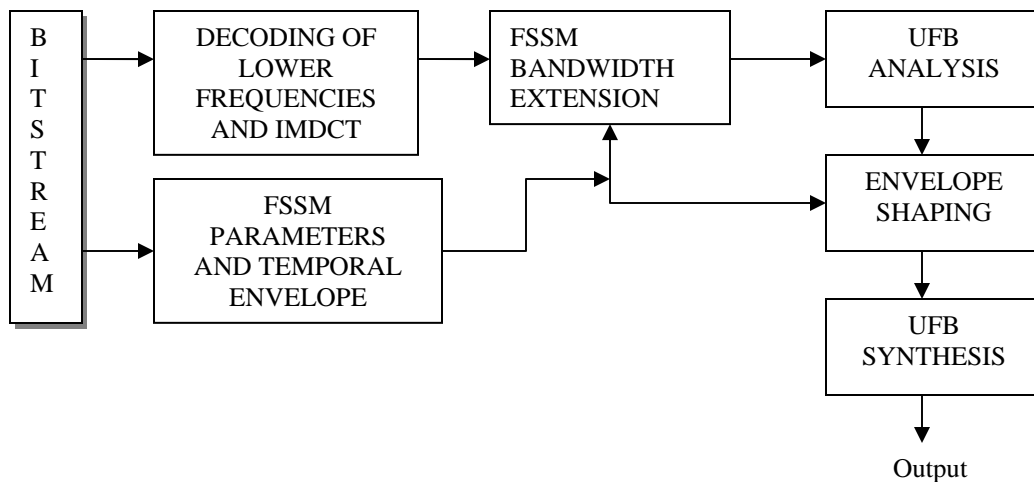 BITSTREAM
DECODING OF
LOWER
FREQUENCIES
AND IMDCT
FSSM
BANDWIDTH
EXTENSION
UFB
ANALYSIS
FSSM
PARAMETERS
AND TEMPORAL
ENVELOPE
ENVELOPE
SHAPING
UFB
SYNTHESIS
Output